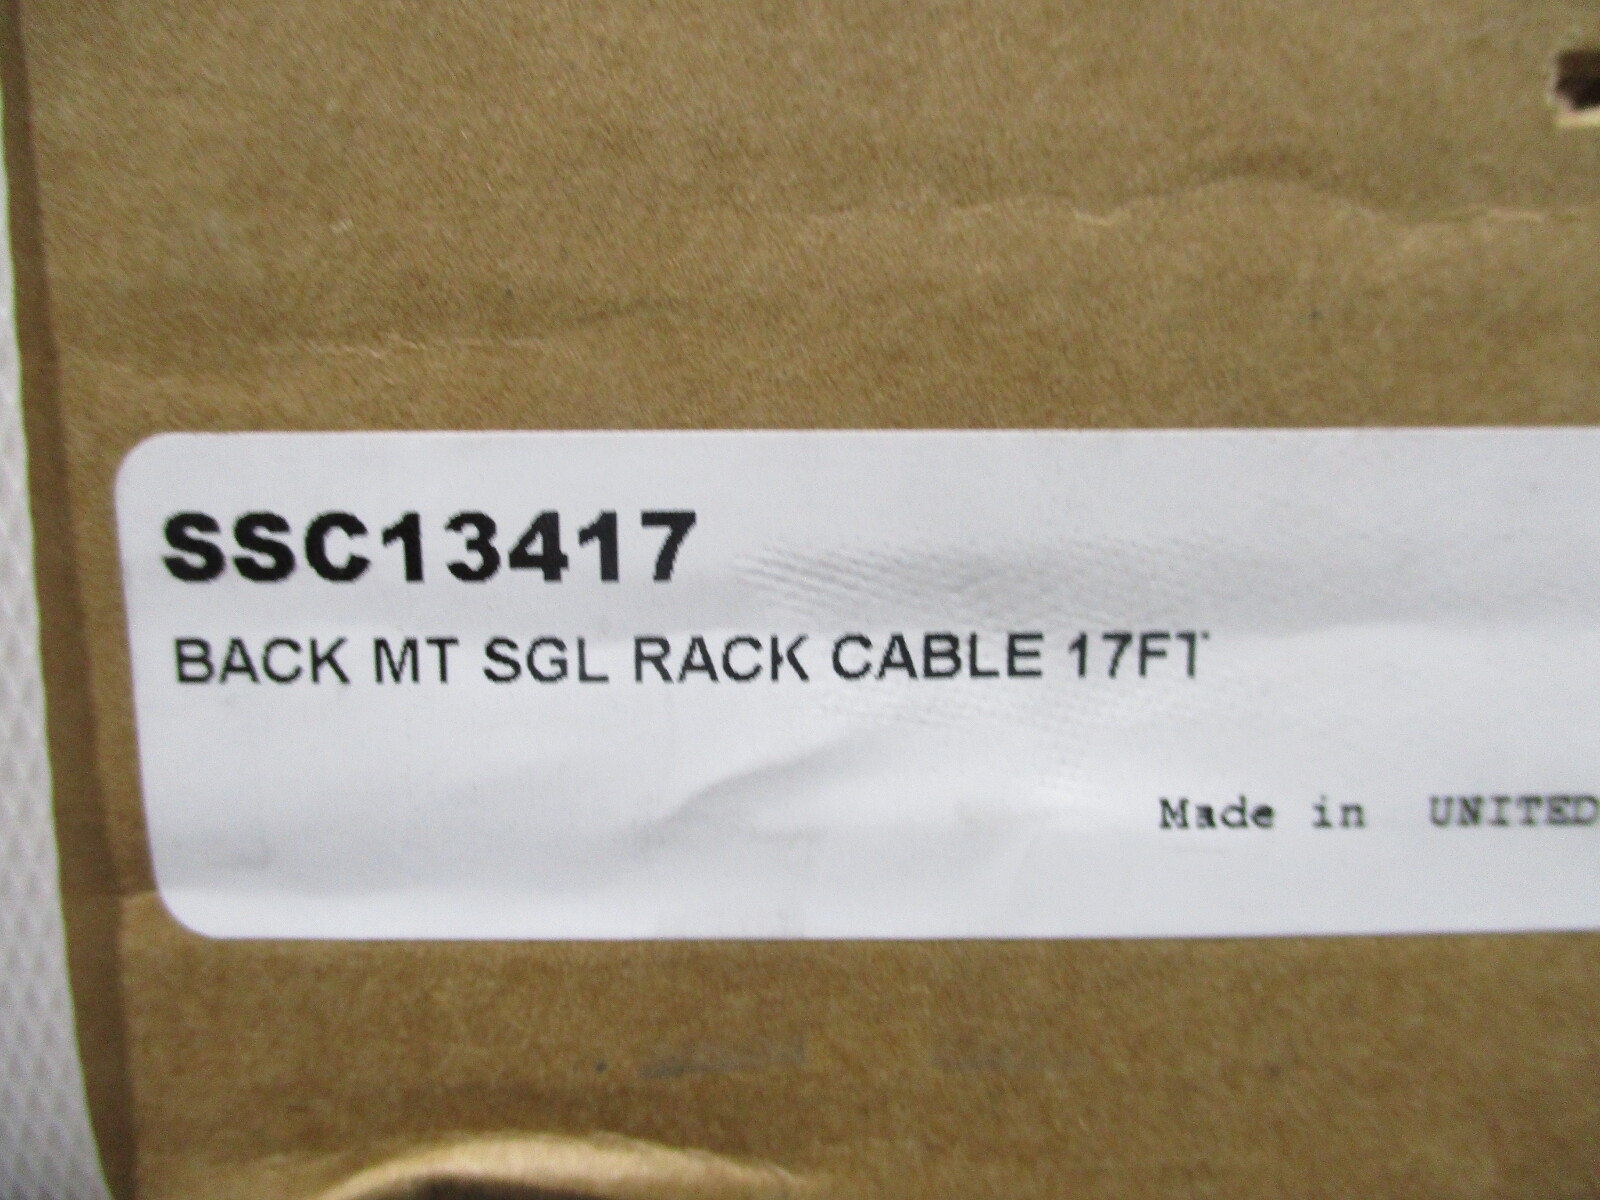 SSC13417
BACK MT SGL RACK CABLE 17FT
Made in UNITED